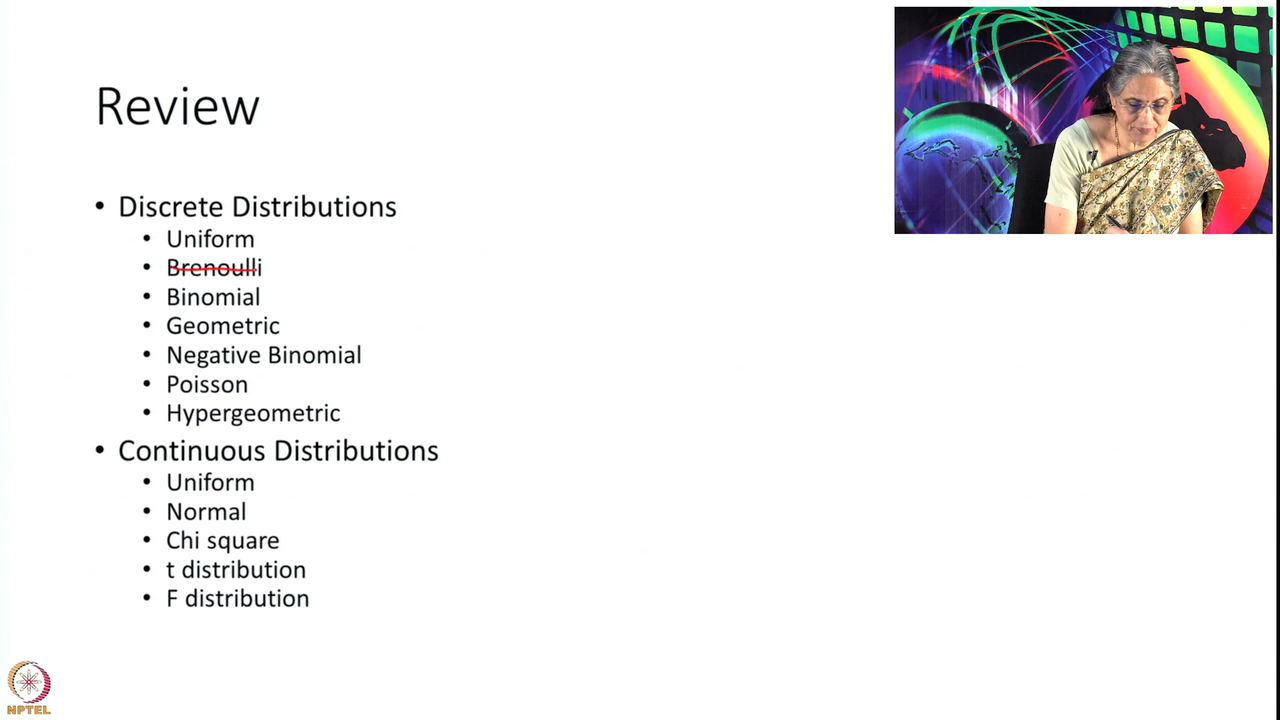 Review
• Discrete Distributions
• Uniform
• Brenoulli
• Binomial
• Geometric
• Negative Binomial
• Poisson
• Hypergeometric
• Continuous Distributions
• Uniform
• Normal
• Chi square
• t distribution
• F distribution
NPTEL